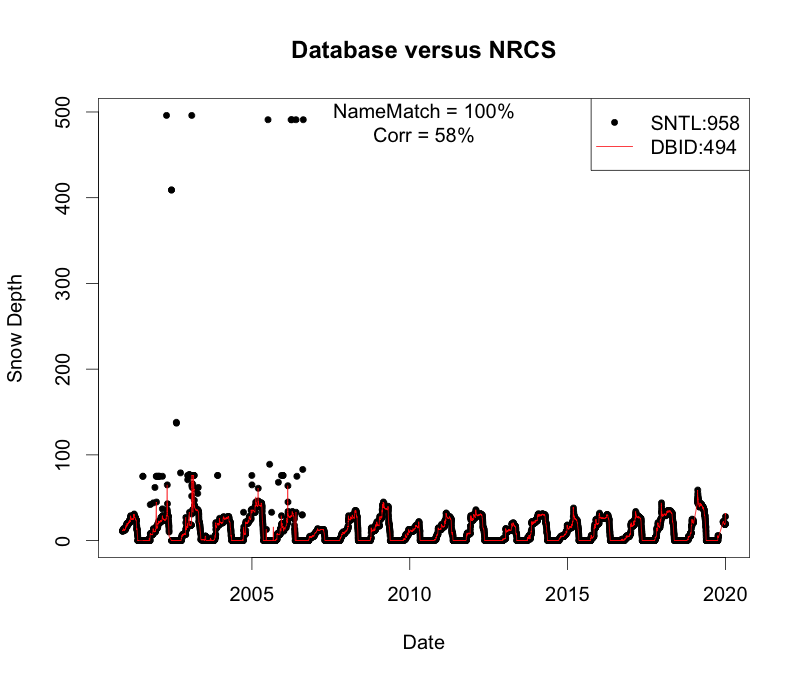 Database versus NRCS
NameMatch = 100%
Corr = 58%
SNTL:958
DBID:494
500
400
300
200
100
0
Snow Depth
2005
2010
2015
2020
Date